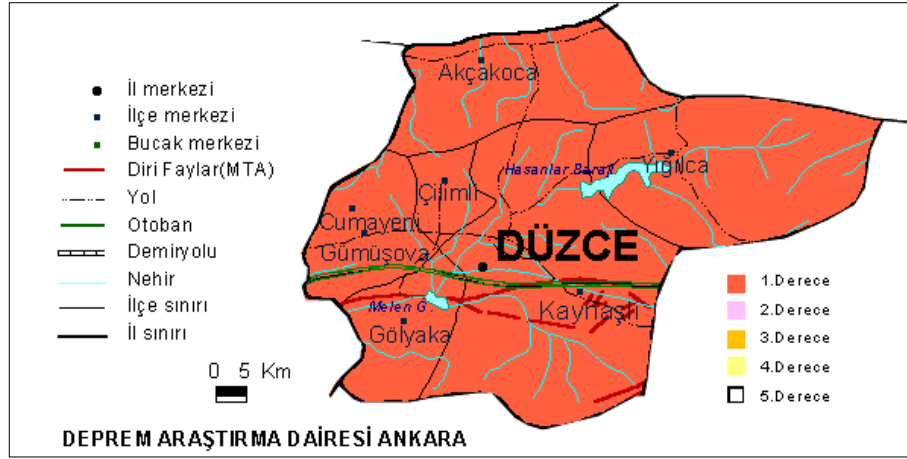 İl merkezi
İlçe merkezi
Bucak merkezi
Diri Faylar(MTA)
Yol
Otoban
Demiryolu
Nehir
İlçe sınırı
İl sınırı
0 5 Km
DEPREM ARAŞTIRMA DAİRESİ ANKARA
Akçakoca
Hasanlar Barajı
Yığılca
Çilimli
Cumayeni
Gümüşova
DÜZCE
Melen G.
Kaynaşlı
Gölyaka
1.Derece
2.Derece
3.Derece
4.Derece
5.Derece